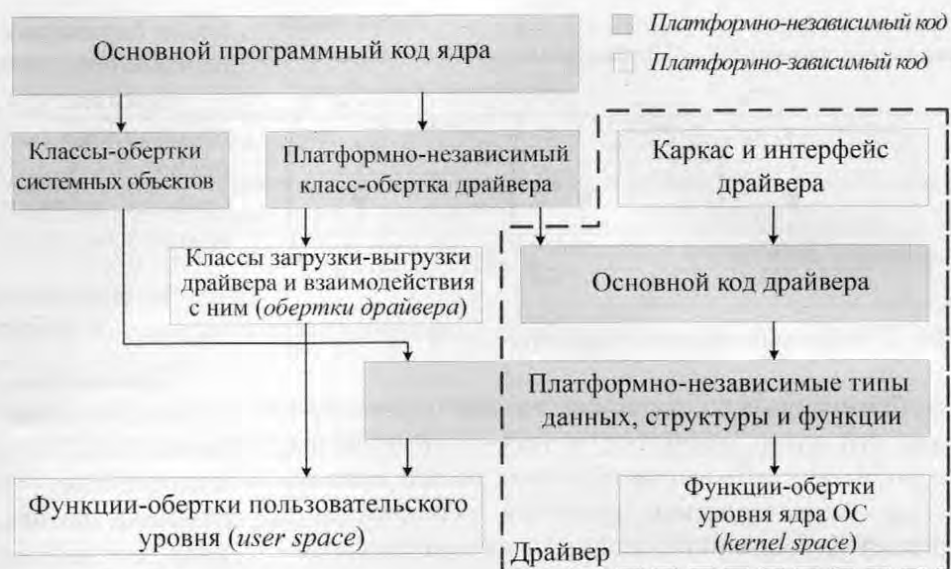 Основной программный код ядра
Платформно-независимый код
Платформно-зависимый код
Классы-обертки
системных объектов
Платформно-независимый
класс-обертка драйвера
Каркас и интерфейс
драйвера
Классы загрузки-выгрузки
драйвера и взаимодействия
с ним (обертки драйвера)
Основной код драйвера
Платформно-независимые типы
данных, структуры и функции
Функции-обертки пользовательского
уровня (user space)
Функции-обертки
уровня ядра ОС
(kernel space)
Драйвер